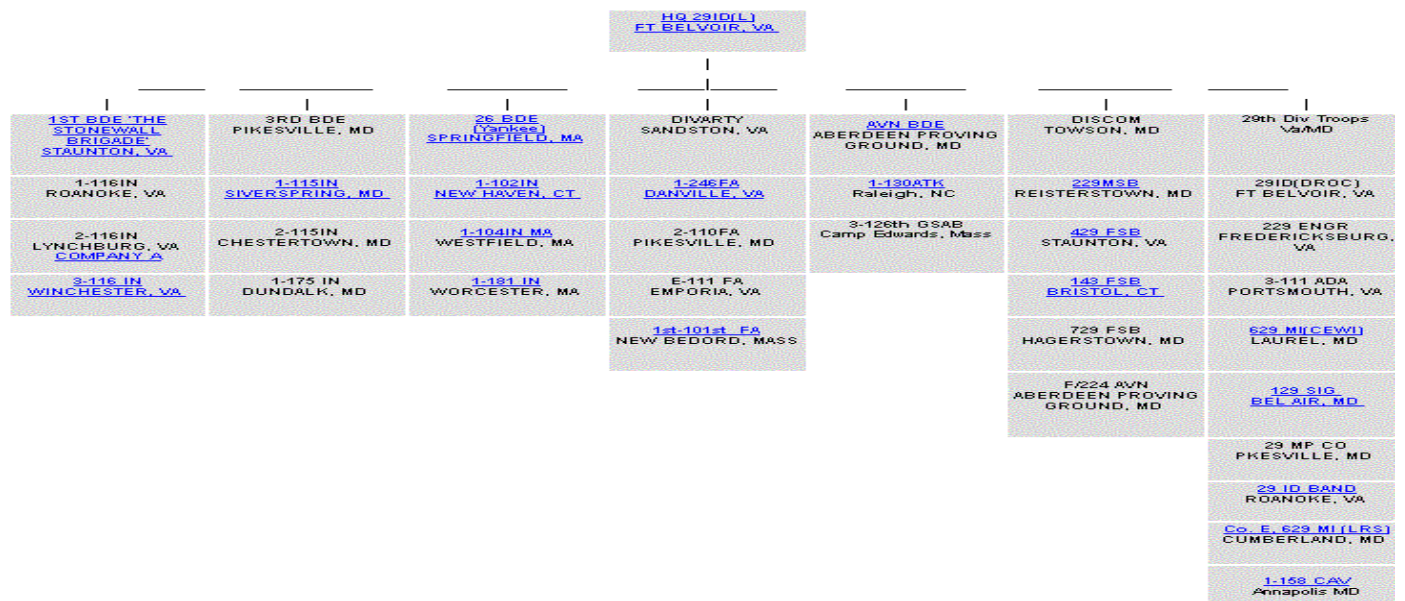 HQ 29ID(L)
FT BELVOIR, VA
1ST BDE 'THE
STONEWALL
BRIGADE'
STAUNTON, VA
1-116IN
ROANOKE, VA
2-116IN
LYNCHBURG, VA
COMPANY A
3-116 IN
WINCHESTER, VA
3RD BDE
PIKESVILLE, MD
1-115IN
SIVERSPRING, MD
2-115IN
CHESTERTOWN, MD
1-175 IN
DUNDALK, MD
26 BDE
(Yankee)
SPRINGFIELD, MA
1-102IN
NEW HAVEN, CT
1-104IN MA
WESTFIELD, MA
1-181 IN
WORCESTER, MA
DIVARTY
SANDSTON, VA
1-246FA
DANVILLE, VA
2-110FA
PIKESVILLE, MD
E-111 FA
EMPORIA, VA
1st-101st FA
NEW BEDORD, MASS
AVN BDE
ABERDEEN PROVING
GROUND, MD
1-130ATK
Raleigh, NC
3-126th GSAB
Camp Edwards, Mass
DISCOM
TOWSON, MD
229MSB
REISTERSTOWN, MD
429 FSB
STAUNTON, VA
143 FSB
BRISTOL, CT
729 FSB
HAGERSTOWN, MD
F/224 AVN
ABERDEEN PROVING
GROUND, MD
29th Div Troops
Va/MD
29ID(DROC)
FT BELVOIR, VA
229 ENGR
FREDERICKSBURG,
VA
3-111 ADA
PORTSMOUTH, VA
629 MI(CEWI)
LAUREL, MD
129 SIG
BEL AIR, MD
29 MP CO
PKESVILLE, MD
29 ID BAND
ROANOKE, VA
Co. E, 629 MI (LRS)
CUMBERLAND, MD
1-158 CAV
Annapolis MD